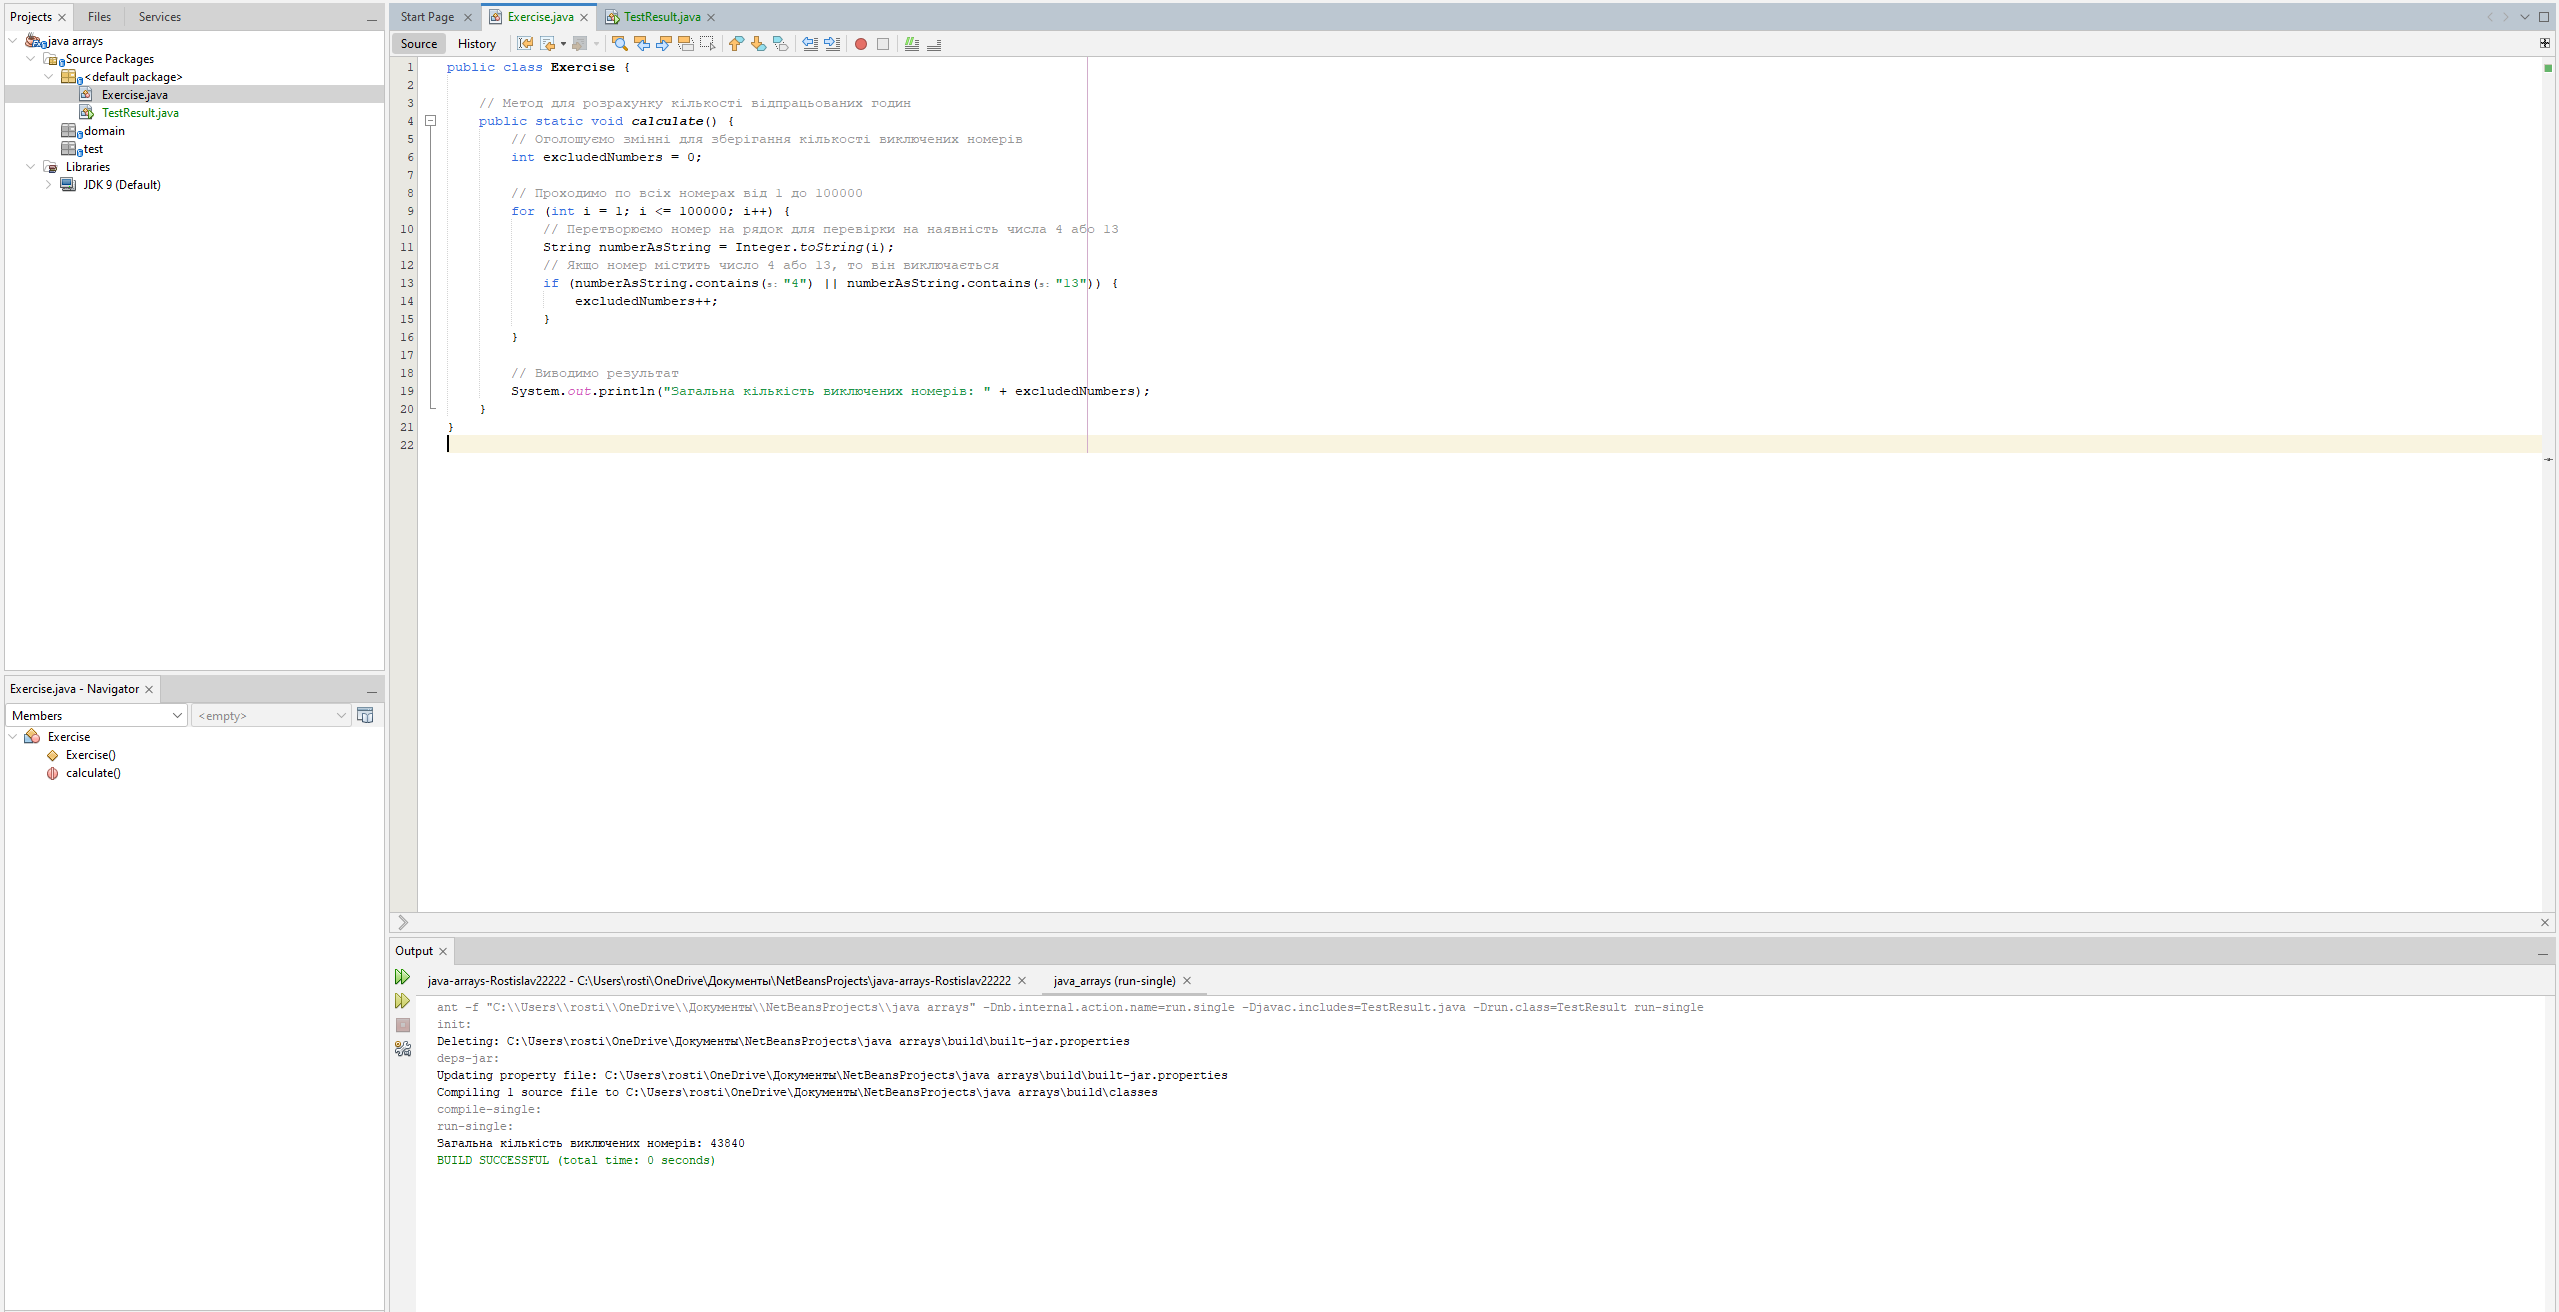 Projects
Files
Services
java arrays
Source Packages
<default package>
Exercise.java
TestResult.java
domain
test
Libraries
JDK 9 (Default)
Exercise.java - Navigator
Members
<empty>
Exercise
Exercise()
calculate()
Start Page
Exercise.java
TestResult.java
Source
History
1 public class Exercise {
2
3 // Метод для розрахунку кількості відпрацьованих годин
4 public static void calculate() {
5 // Оголошуємо змінні для зберігання кількості виключених номерів
6 int excludedNumbers = 0;
7
8 // Проходимо по всіх номерах від 1 до 100000
9 for (int i = 1; i <= 100000; i++) {
10 // Перетворюємо номер на рядок для перевірки на наявність числа 4 або 13
11 String numberAsString = Integer.toString(i);
12 // Якщо номер містить число 4 або 13, то він виключається
13 if (numberAsString.contains(s: "4") || numberAsString.contains(s: "13")) {
14 excludedNumbers++;
15 }
16 }
17
18 // Виводимо результат
19 System.out.println("Загальна кількість виключених номерів: " + excludedNumbers);
20 }
21 }
22
Output
java-arrays-Rostislav22222 - C:\Users\rosti\OneDrive\Документы\NetBeansProjects\java-arrays-Rostislav22222
java_arrays (run-single)
ant -f "C:\\Users\\rosti\\OneDrive\\Документы\\NetBeansProjects\\java arrays" -Dnb.internal.action.name=run.single -Djavac.includes=TestResult.java -Drun.class=TestResult run-single
init:
Deleting: C:\Users\rosti\OneDrive\Документы\NetBeansProjects\java arrays\build\built-jar.properties
deps-jar:
Updating property file: C:\Users\rosti\OneDrive\Документы\NetBeansProjects\java arrays\build\built-jar.properties
Compiling 1 source file to C:\Users\rosti\OneDrive\Документы\NetBeansProjects\java arrays\build\classes
compile-single:
run-single:
Загальна кількість виключених номерів: 43840
BUILD SUCCESSFUL (total time: 0 seconds)